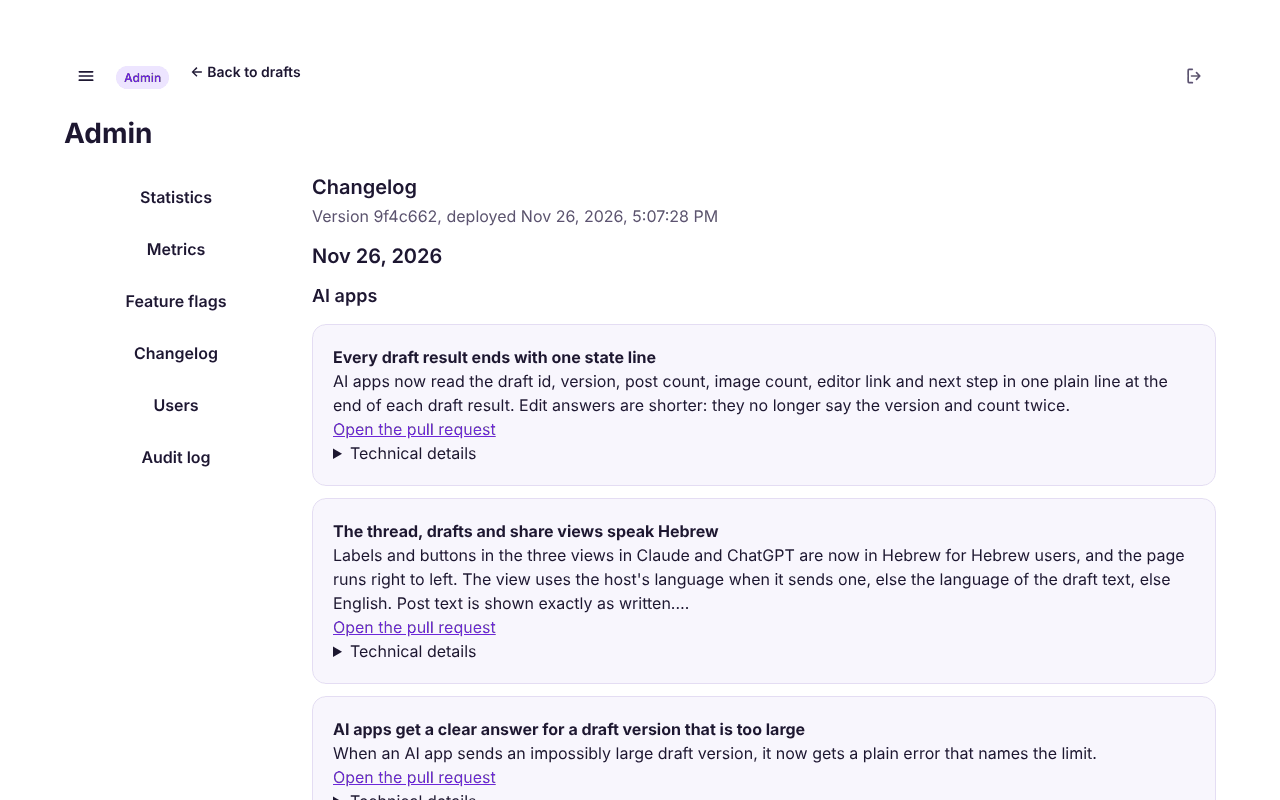 Admin
← Back to drafts
Admin
Statistics
Metrics
Feature flags
Changelog
Users
Audit log
Changelog
Version 9f4c662, deployed Nov 26, 2026, 5:07:28 PM
Nov 26, 2026
AI apps
Every draft result ends with one state line
AI apps now read the draft id, version, post count, image count, editor link and next step in one plain line at the
end of each draft result. Edit answers are shorter: they no longer say the version and count twice.
Open the pull request
Technical details
The thread, drafts and share views speak Hebrew
Labels and buttons in the three views in Claude and ChatGPT are now in Hebrew for Hebrew users, and the page
runs right to left. The view uses the host's language when it sends one, else the language of the draft text, else
English. Post text is shown exactly as written....
Open the pull request
Technical details
AI apps get a clear answer for a draft version that is too large
When an AI app sends an impossibly large draft version, it now gets a plain error that names the limit.
Open the pull request
Technical details